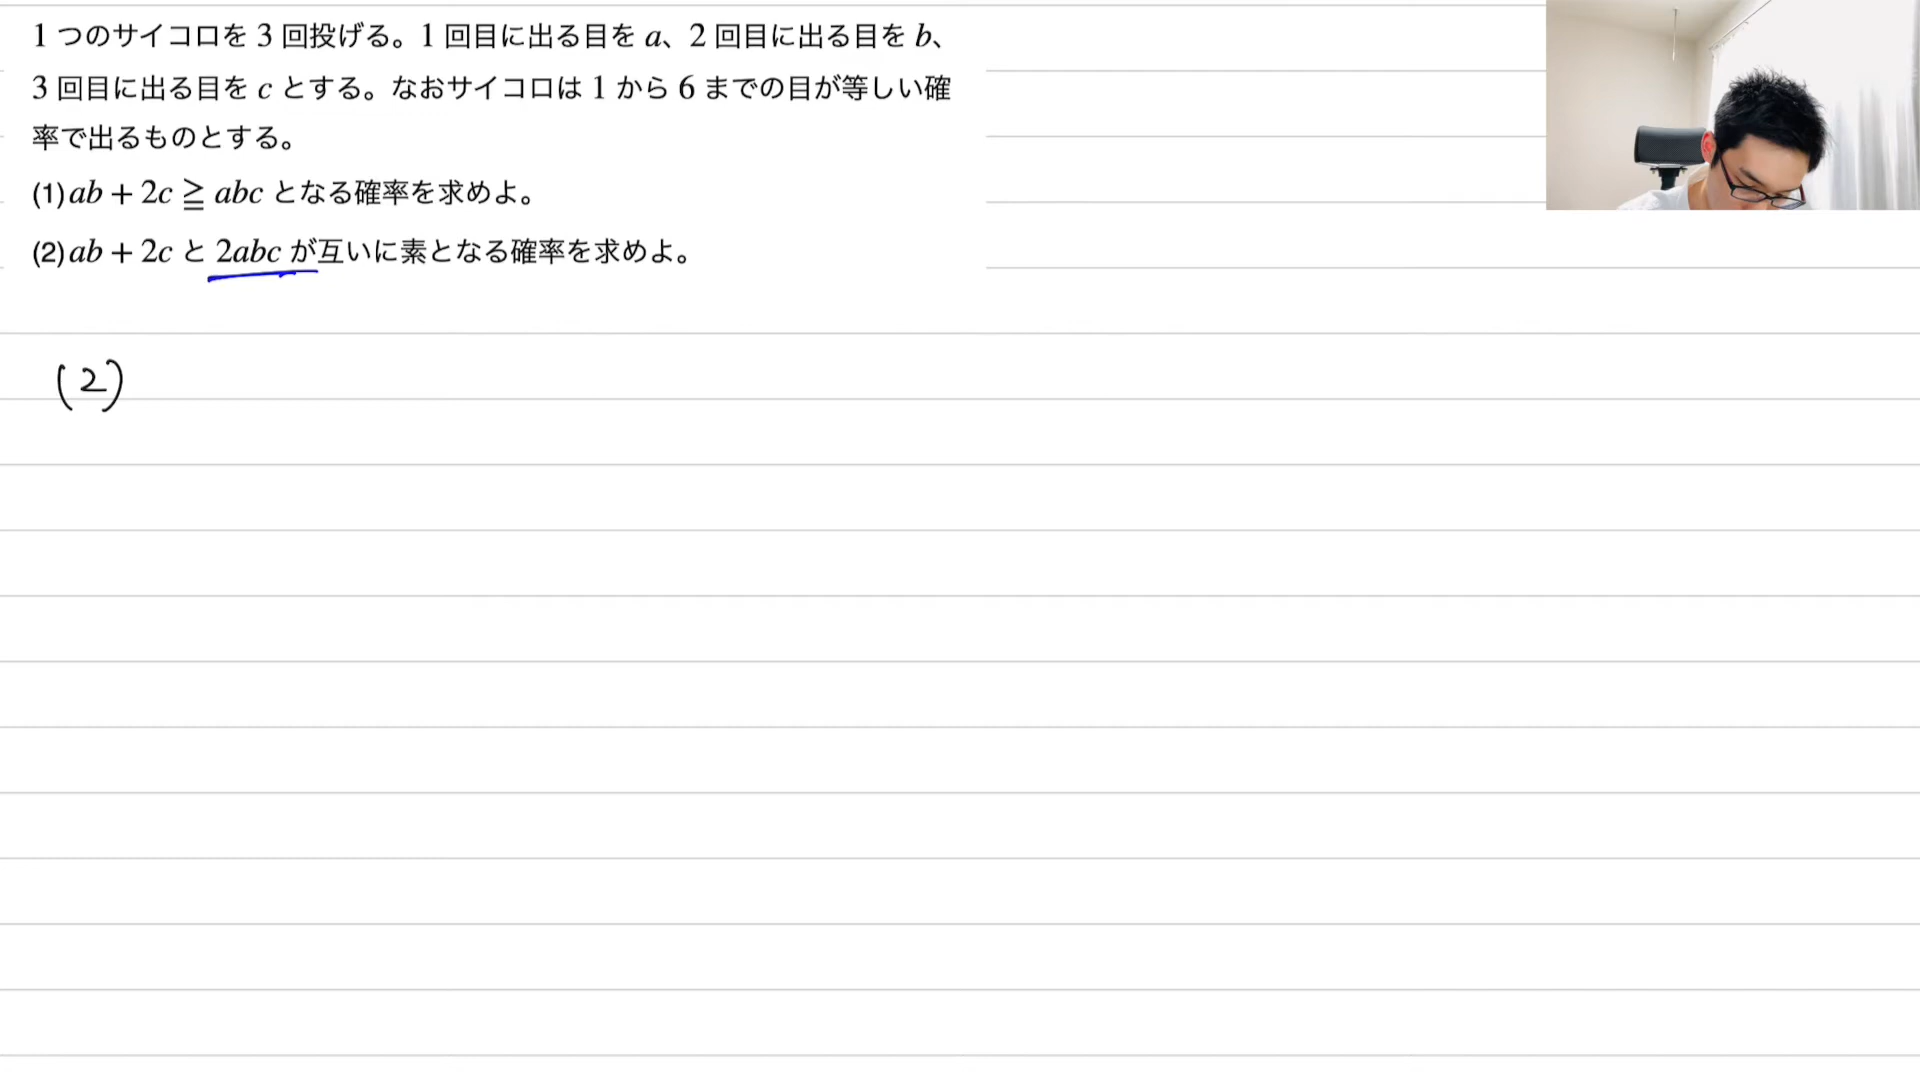 1 つのサイコロを 3 回投げる。1 回目に出る目を a、2 回目に出る目を b、
3 回目に出る目を c とする。なおサイコロは 1 から 6 までの目が等しい確
率で出るものとする。
(1) ab + 2c ≧ abc となる確率を求めよ。
(2) ab + 2c と 2abc が互いに素となる確率を求めよ。
(2)